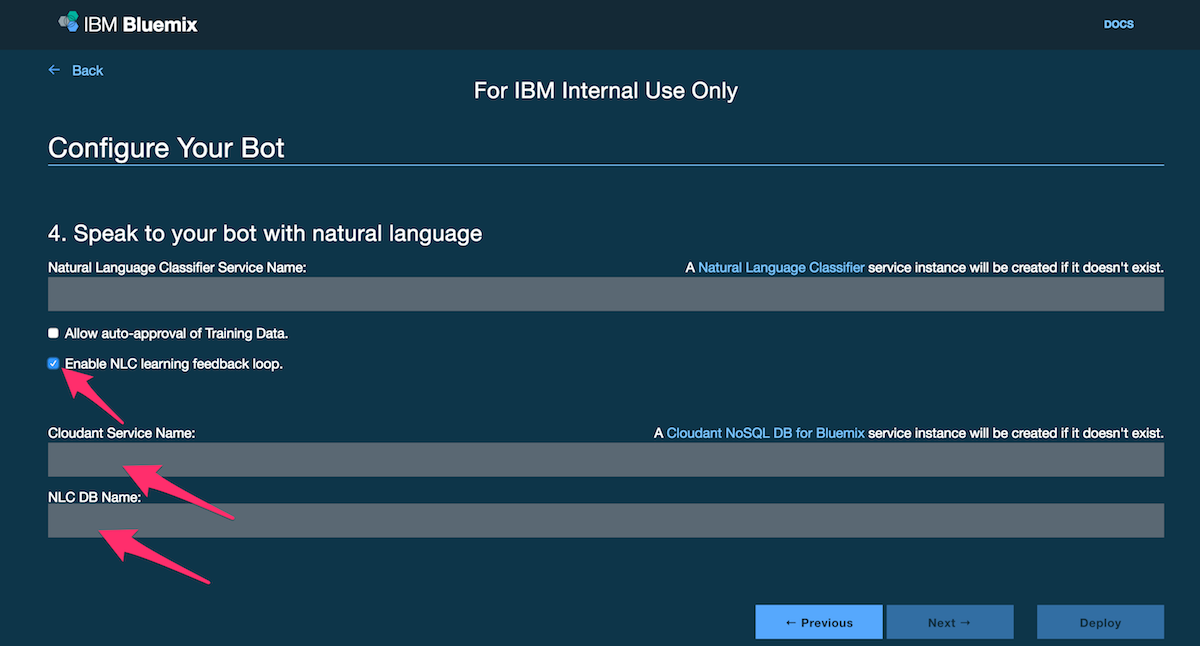 IBM Bluemix
DOCS
← Back
For IBM Internal Use Only
Configure Your Bot
4. Speak to your bot with natural language
Natural Language Classifier Service Name: A Natural Language Classifier service instance will be created if it doesn't exist.
Allow auto-approval of Training Data.
Enable NLC learning feedback loop.
Cloudant Service Name: A Cloudant NoSQL DB for Bluemix service instance will be created if it doesn't exist.
NLC DB Name:
← Previous Next → Deploy